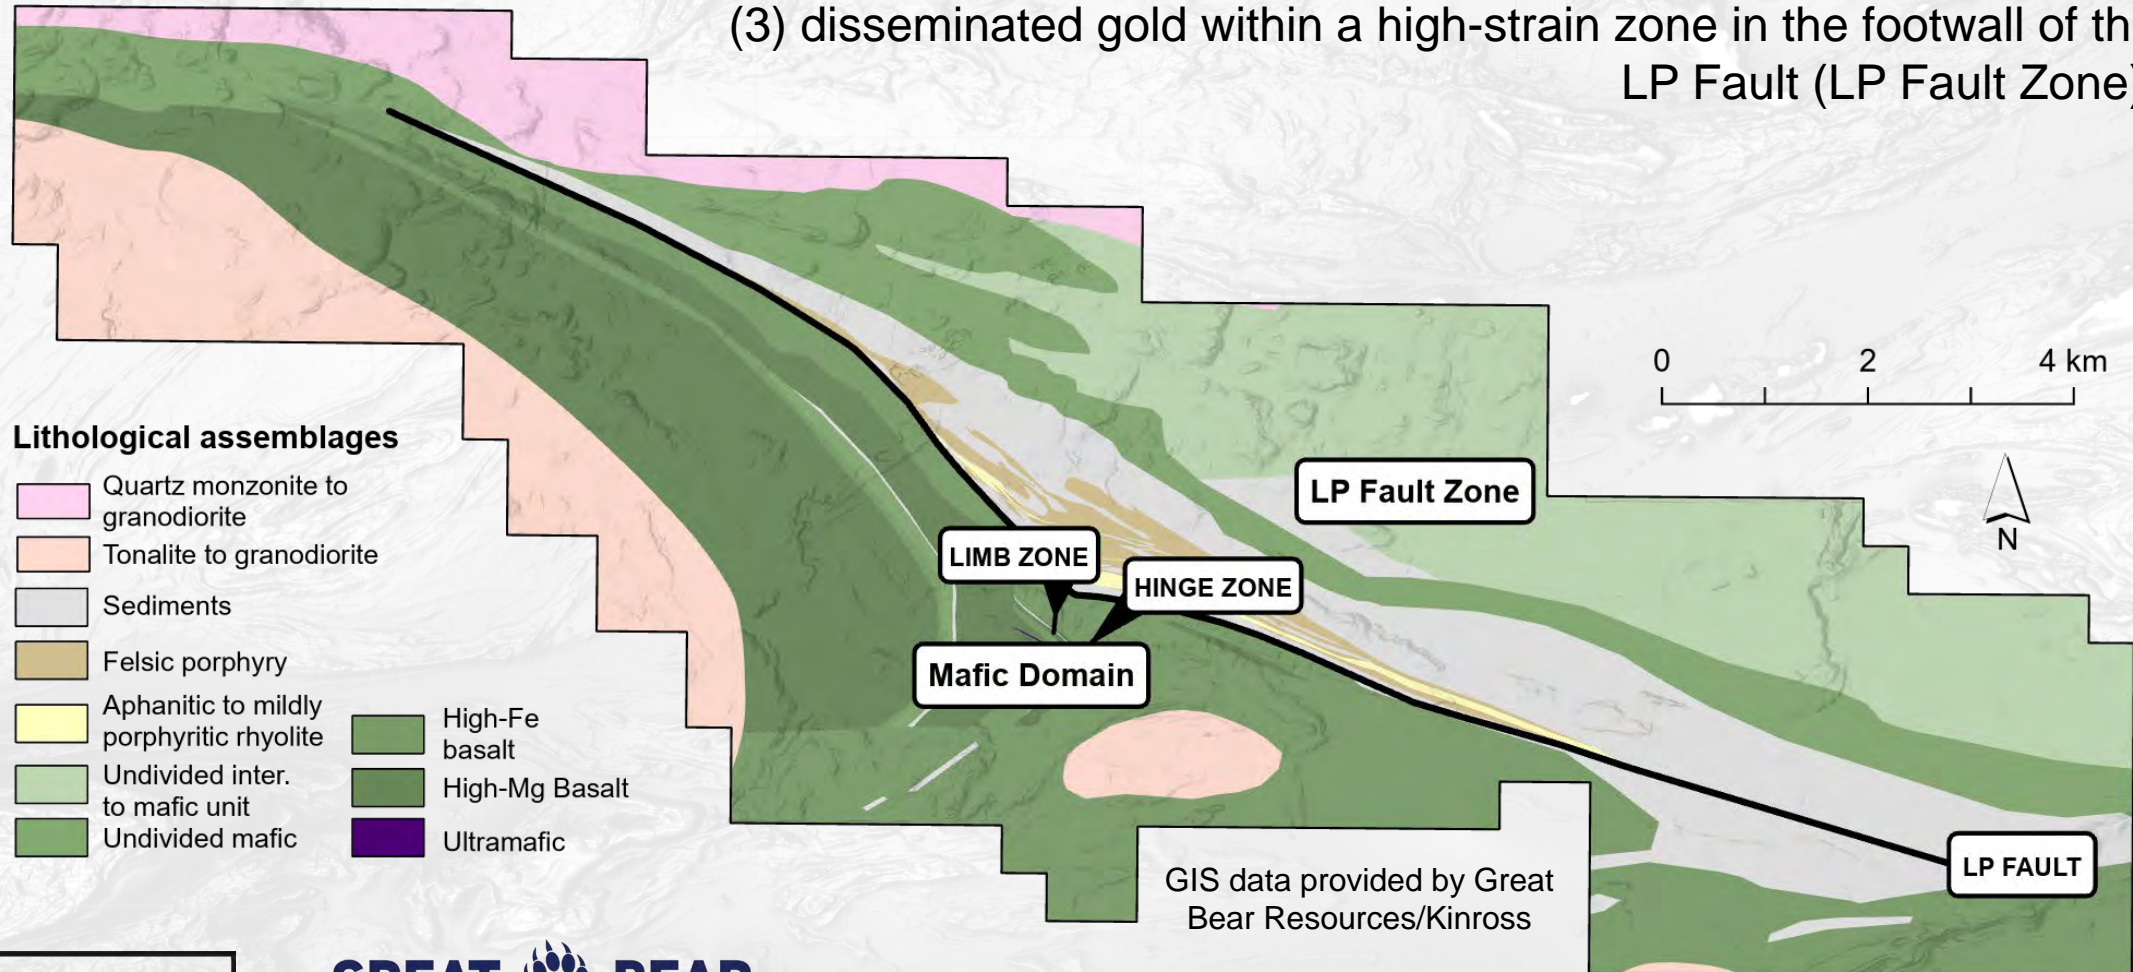 (3) disseminated gold within a high-strain zone in the footwall of th
LP Fault (LP Fault Zone)
0 2 4 km
N
LP Fault Zone
LIMB ZONE
HINGE ZONE
Mafic Domain
LP FAULT
Lithological assemblages
Quartz monzonite to
granodiorite
Tonalite to granodiorite
Sediments
Felsic porphyry
Aphanitic to mildly
porphyritic rhyolite
Undivided inter.
to mafic unit
Undivided mafic
High-Fe
basalt
High-Mg Basalt
Ultramafic
GIS data provided by Great
Bear Resources/Kinross
GREAT BEAR